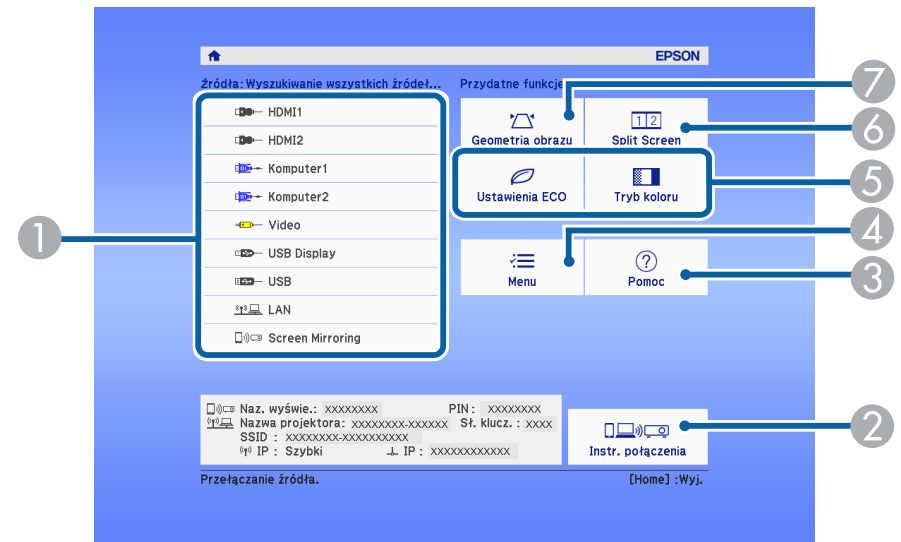 EPSON
Źródła: Wyszukiwanie wszystkich źródeł...
Przydatne funkcje
HDMI1
HDMI2
Komputer1
Komputer2
Video
USB Display
USB
LAN
Screen Mirroring
Geometria obrazu
Split Screen
1 2
Ustawienia ECO
Tryb koloru
Menu
? Pomoc
1
7
6
5
4
3
2
Naz. wyświe.: XXXXXXXX PIN : XXXXXXXX
Nazwa projektora: XXXXXXXX-XXXXXX Sł. klucz. : XXXX
SSID : XXXXXXXX-XXXXXXXXXX
IP : Szybki IP : XXXXXXXXXXXX
Instr. połączenia
Przełączanie źródła. [Home] :Wyj.